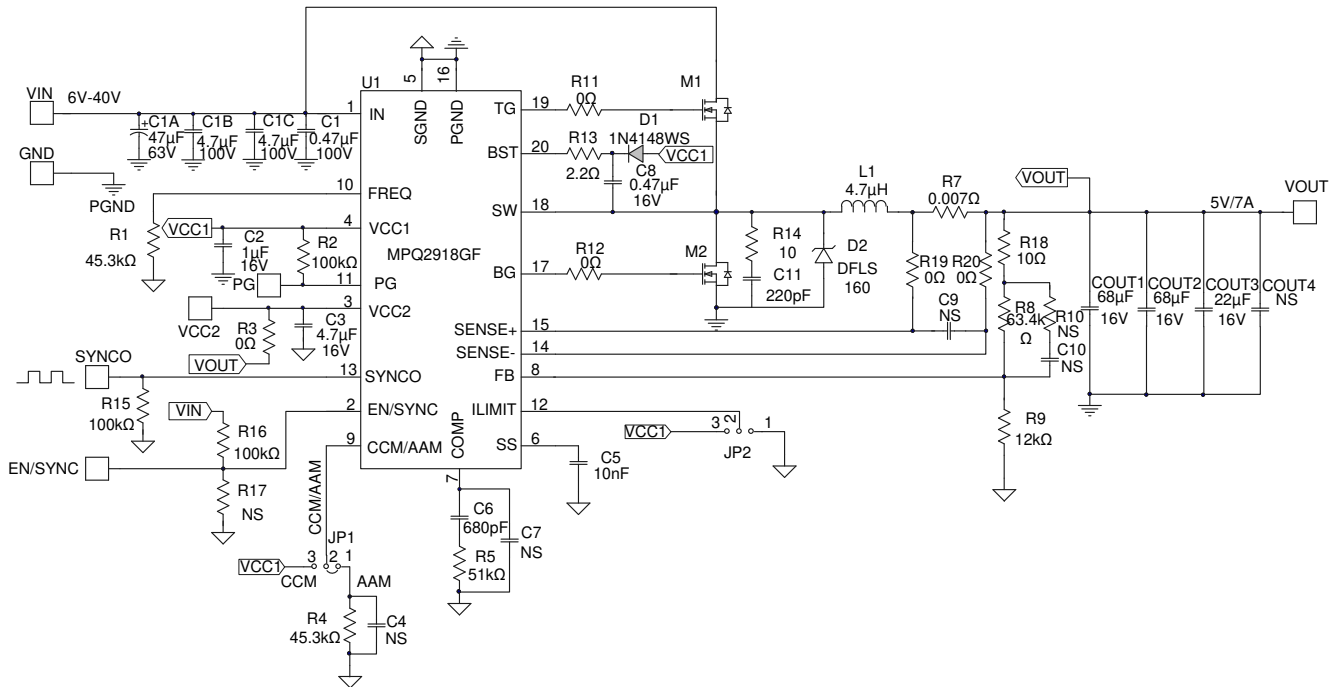 U1
MPQ2918GF
5
16
SGND
PGND
VIN
6V-40V
1
IN
C1A
47µF
63V
C1B
4.7µF
100V
C1C
4.7µF
100V
C1
0.47µF
100V
GND
PGND
10
FREQ
R1
45.3kΩ
VCC1
4
VCC1
C2
1µF
16V
R2
100kΩ
PG
11
PG
VCC2
3
VCC2
R3
0Ω
C3
4.7µF
16V
VOUT
SYNCO
13
SYNCO
R15
100kΩ
VIN
2
EN/SYNC
R16
100kΩ
EN/SYNC
R17
NS
9
CCM/AAM
CCM/AAM
JP1
VCC1
3
2
1
CCM
AAM
R4
45.3kΩ
C4
NS
COMP
7
C6
680pF
R5
51kΩ
C7
NS
TG
19
R11
0Ω
M1
BST
20
R13
2.2Ω
D1
1N4148WS
VCC1
C8
0.47µF
16V
SW
18
BG
17
R12
0Ω
M2
R14
10
C11
220pF
D2
DFLS
160
L1
4.7µH
R7
0.007Ω
R19
0Ω
R20
0Ω
C9
NS
SENSE+
15
SENSE-
14
FB
8
ILIMIT
12
VCC1
3
2
1
JP2
SS
6
C5
10nF
R18
10Ω
R8
63.4k
Ω
R10
NS
C10
NS
R9
12kΩ
VOUT
5V/7A
VOUT
COUT1
68µF
16V
COUT2
68µF
16V
COUT3
22µF
16V
COUT4
NS